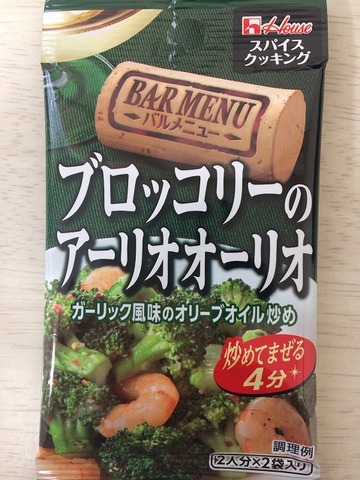 House
スパイス
クッキング
BAR MENU
バルメニュー
ブロッコリーの
アーリオオーリオ
ガーリック風味のオリーブオイル炒め
炒めてまぜる
4分
調理例
2人分×2袋入り